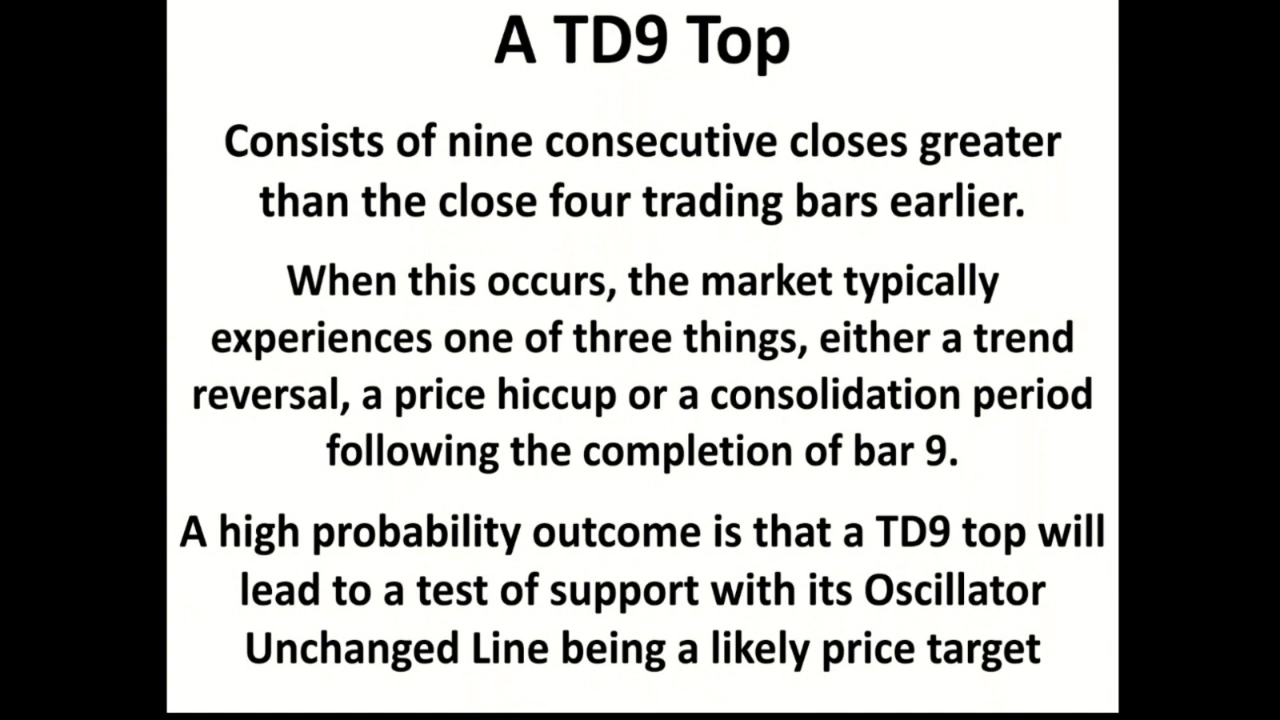 A TD9 Top
Consists of nine consecutive closes greater
than the close four trading bars earlier.
When this occurs, the market typically
experiences one of three things, either a trend
reversal, a price hiccup or a consolidation period
following the completion of bar 9.
A high probability outcome is that a TD9 top will
lead to a test of support with its Oscillator
Unchanged Line being a likely price target